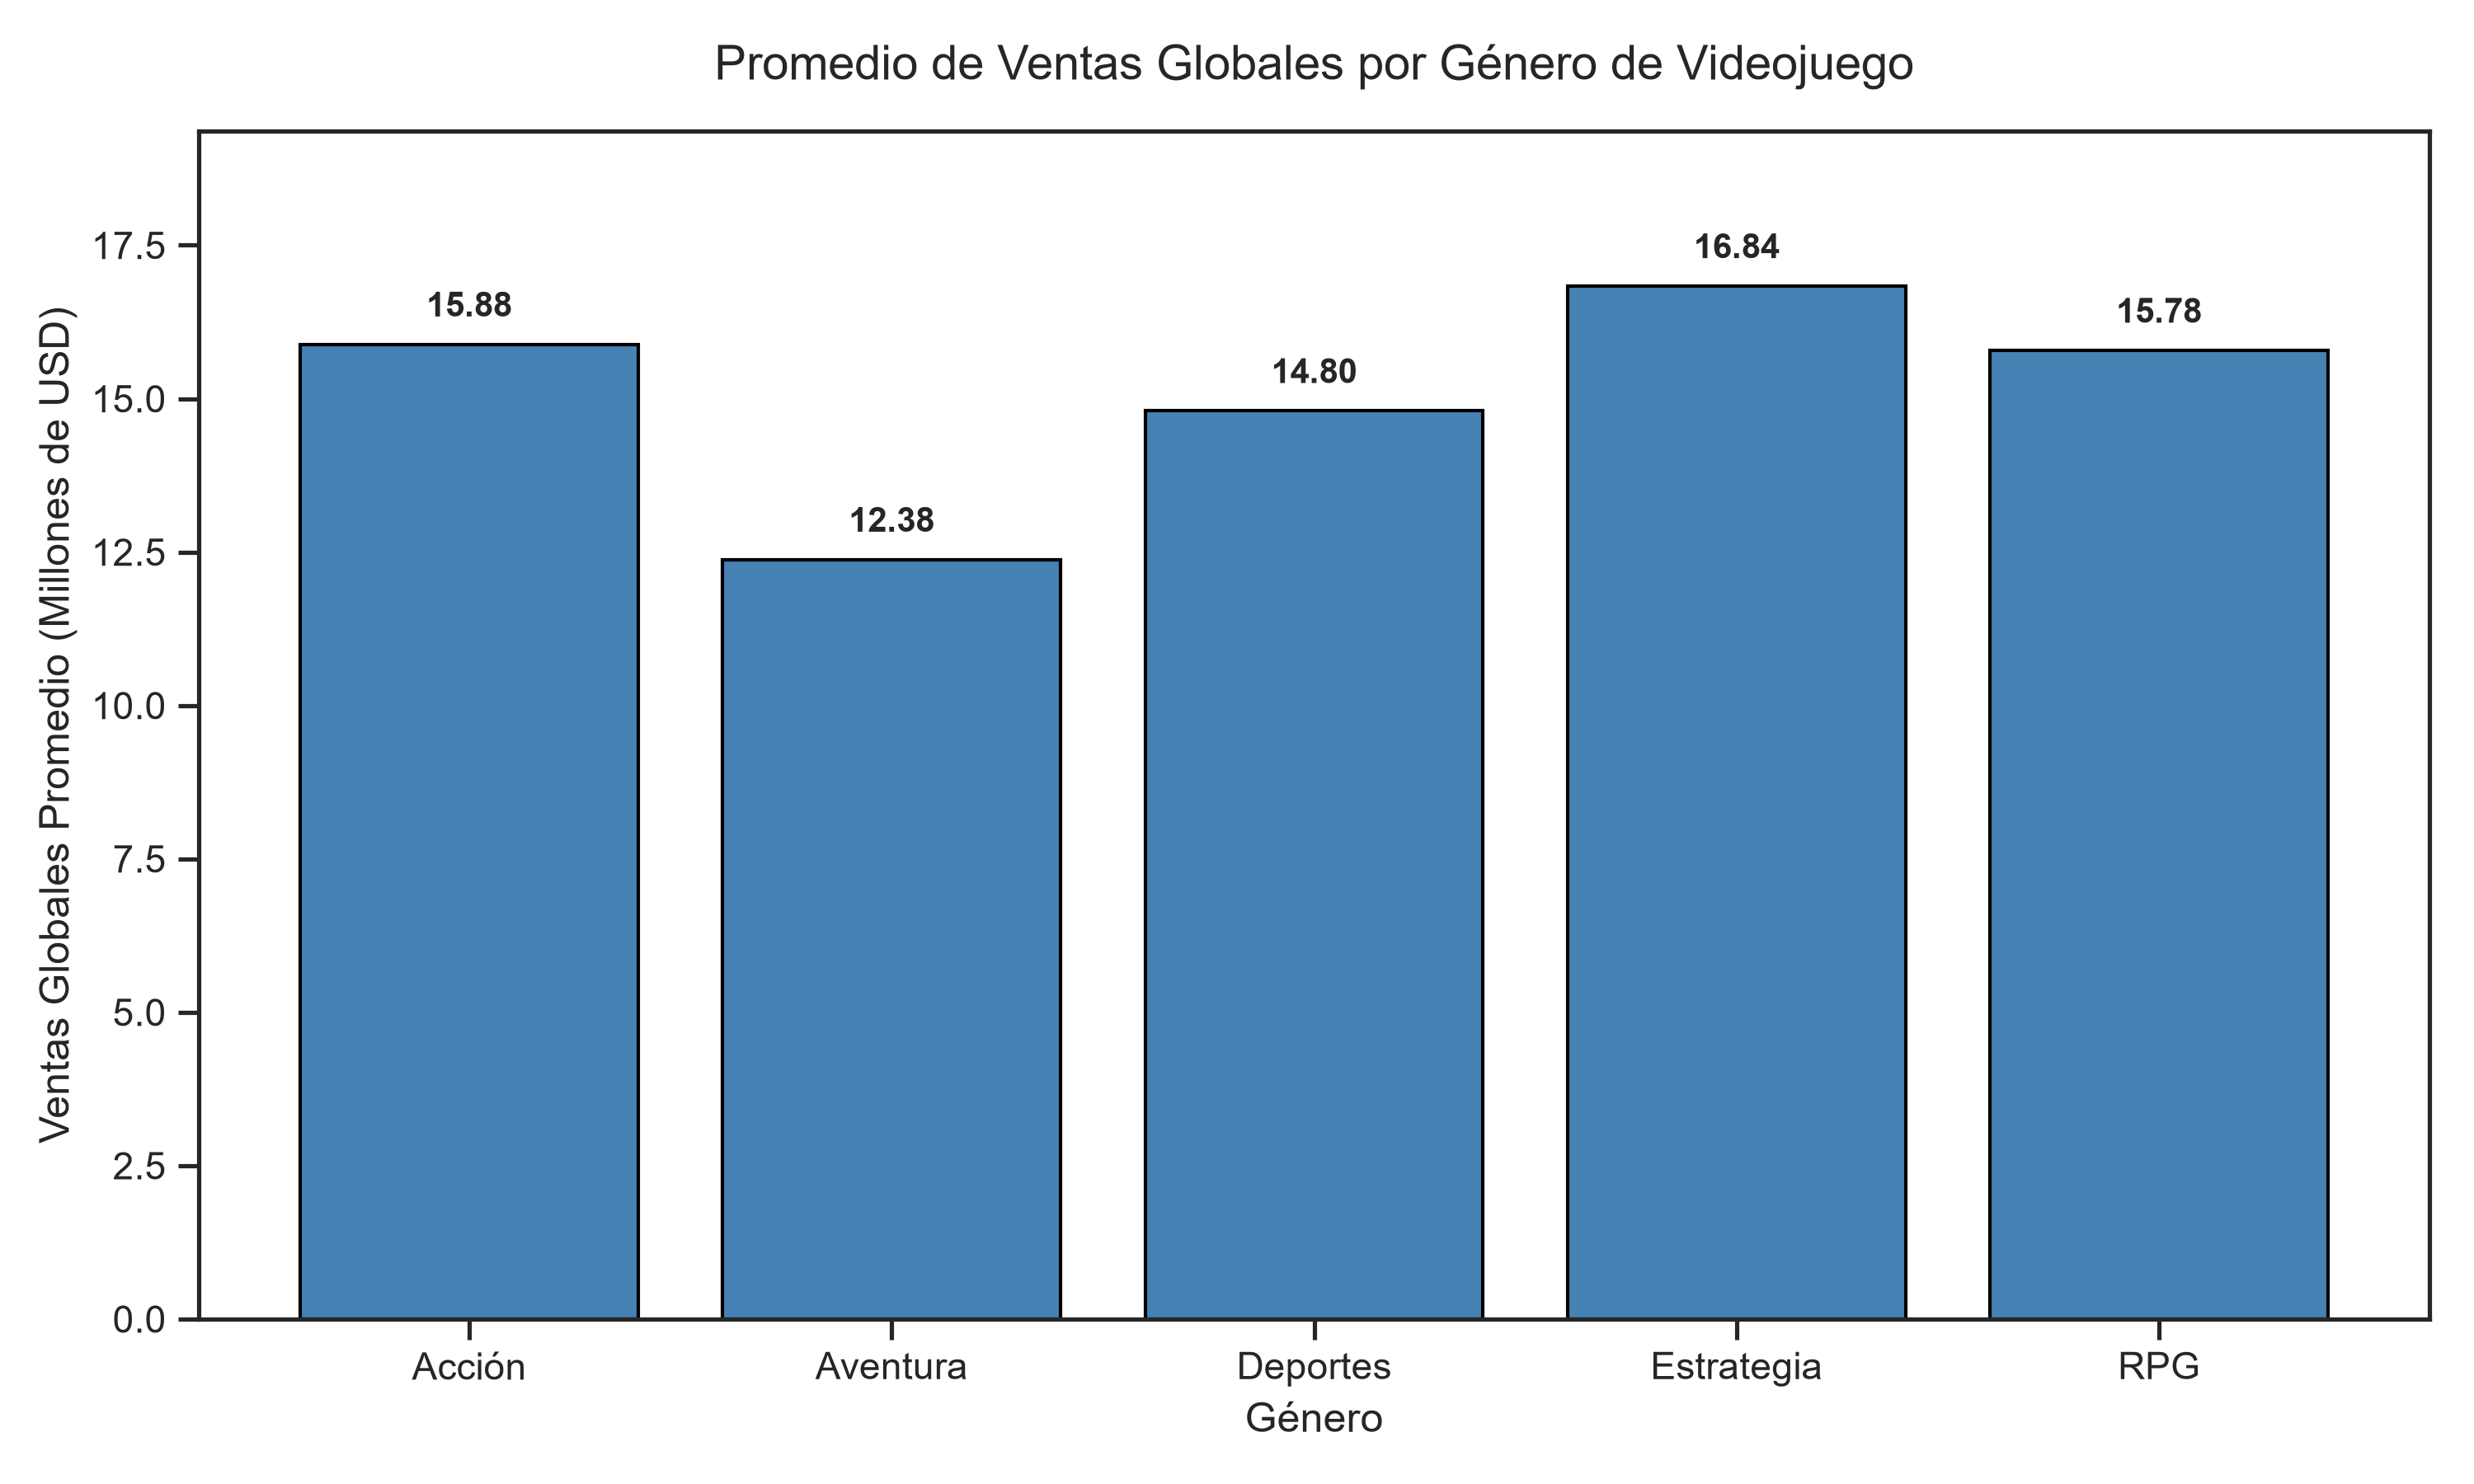 Promedio de Ventas Globales por Género de Videojuego
Ventas Globales Promedio (Millones de USD)
17.5
15.0
12.5
10.0
7.5
5.0
2.5
0.0
15.88
12.38
14.80
16.84
15.78
Acción
Aventura
Deportes
Estrategia
RPG
Género